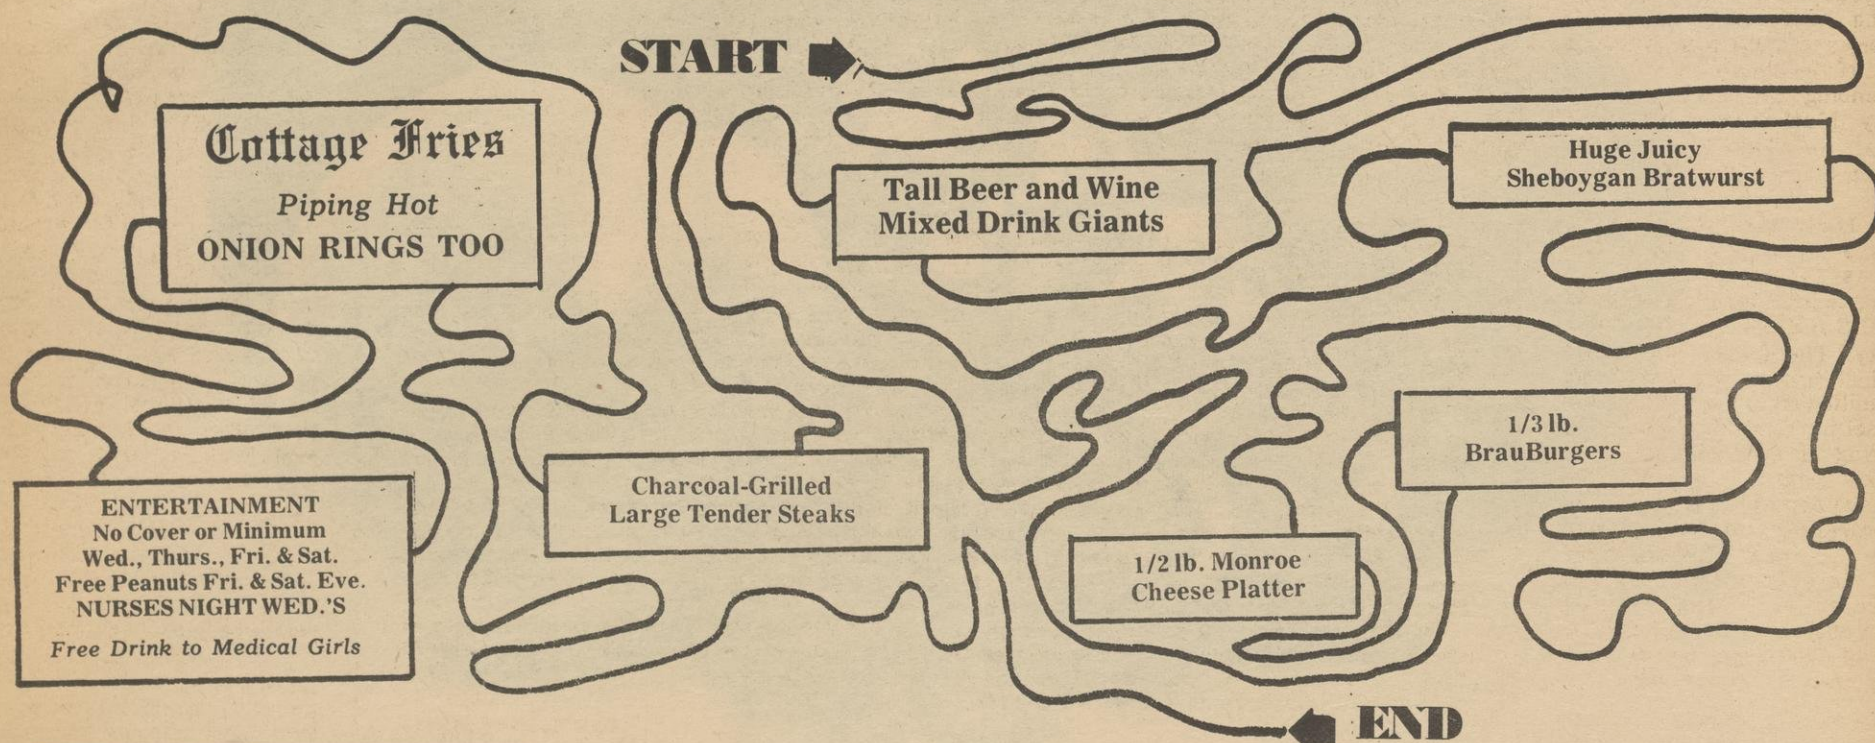 START
Cottage Fries
Piping Hot
ONION RINGS TOO
Tall Beer and Wine
Mixed Drink Giants
Huge Juicy
Sheboygan Bratwurst
1/3 lb.
BrauBurgers
Charcoal-Grilled
Large Tender Steaks
ENTERTAINMENT
No Cover or Minimum
Wed., Thurs., Fri. & Sat.
Free Peanuts Fri. & Sat. Eve.
NURSES NIGHT WED.'S
Free Drink to Medical Girls
1/2 lb. Monroe
Cheese Platter
END